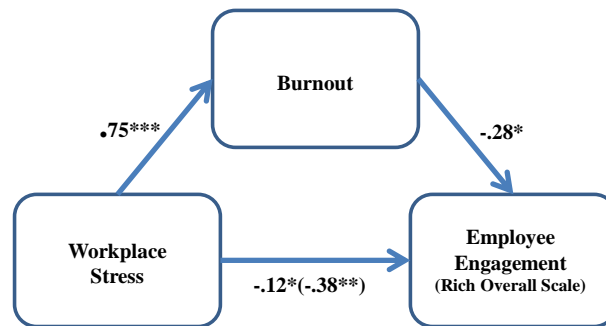 Burnout
.75***
-.28*
Workplace
Stress
Employee
Engagement
(Rich Overall Scale)
-.12*(-.38**)